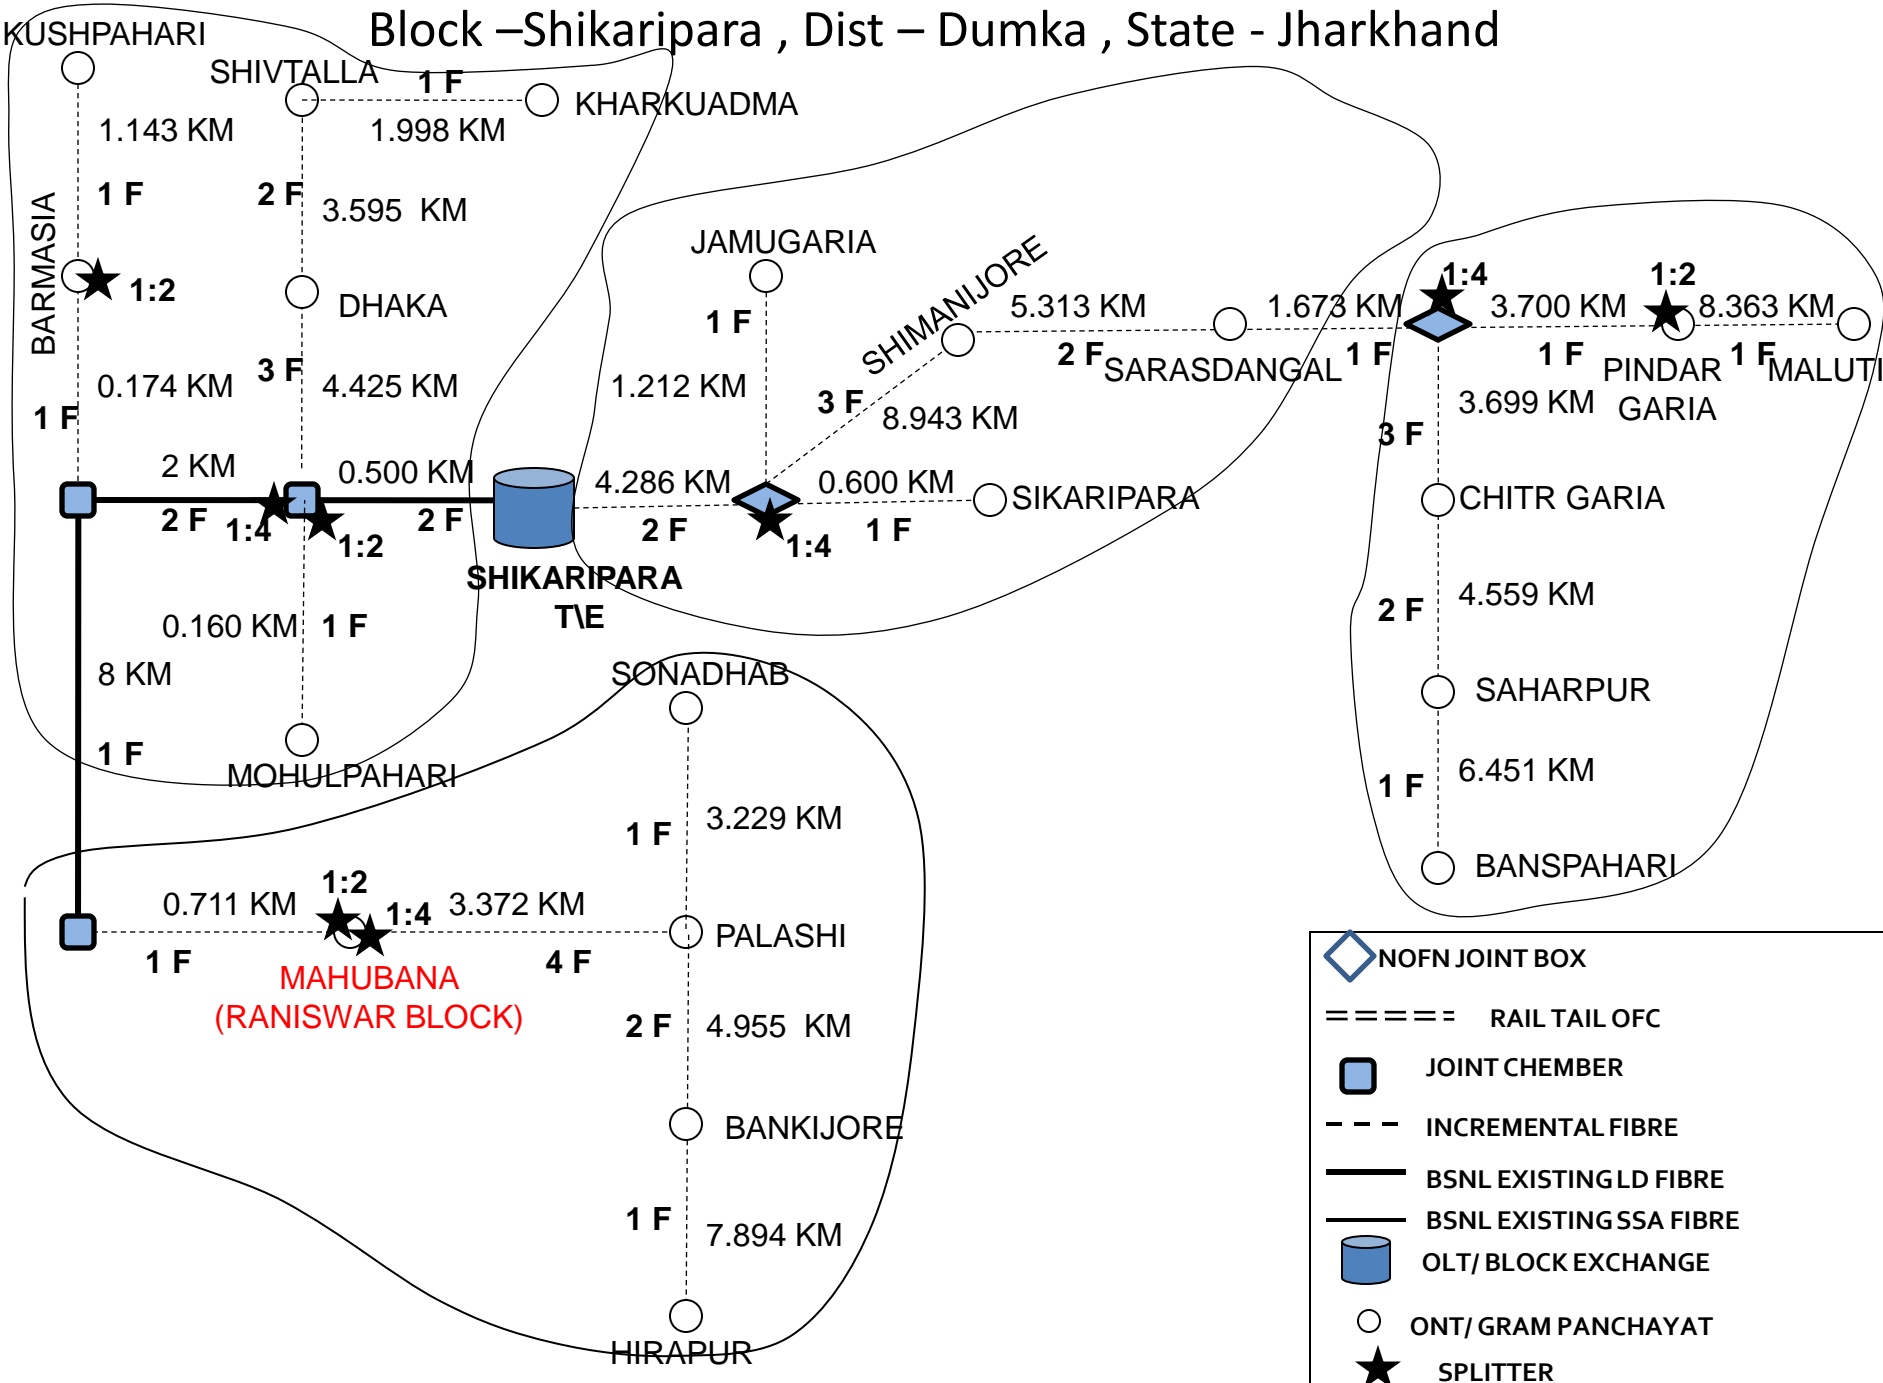 Block –Shikaripara , Dist – Dumka , State - Jharkhand
KUSHPAHARI
SHIVTALLA
1 F
KHARKUADMA
1.143 KM
1.998 KM
1 F
2 F
3.595 KM
BARMASIA
1:2
DHAKA
0.174 KM
3 F
4.425 KM
1 F
2 KM
0.500 KM
2 F
1:4
1:2
2 F
SHIKARIPARA
T\E
0.160 KM
1 F
8 KM
1 F
MOHULPAHARI
JAMUGARIA
1 F
1.212 KM
SHIMANIJORE
3 F
8.943 KM
4.286 KM
2 F
0.600 KM
1 F
1:4
SIKARIPARA
5.313 KM
2 F
SARASDANGAL
1.673 KM
1 F
1:4
3.700 KM
1 F
1:2
PINDAR
GARIA
8.363 KM
1 F
MALUTI
3.699 KM
3 F
CHITR GARIA
4.559 KM
2 F
SAHARPUR
6.451 KM
1 F
BANSPAHARI
SONADHAB
1 F
3.229 KM
0.711 KM
1 F
1:2
1:4
3.372 KM
4 F
PALASHI
MAHUBANA
(RANISWAR BLOCK)
2 F
4.955 KM
BANKIJORE
1 F
7.894 KM
HIRAPUR
NOFN JOINT BOX
RAIL TAIL OFC
JOINT CHEMBER
INCREMENTAL FIBRE
BSNL EXISTING LD FIBRE
BSNL EXISTING SSA FIBRE
OLT/ BLOCK EXCHANGE
ONT/ GRAM PANCHAYAT
SPLITTER